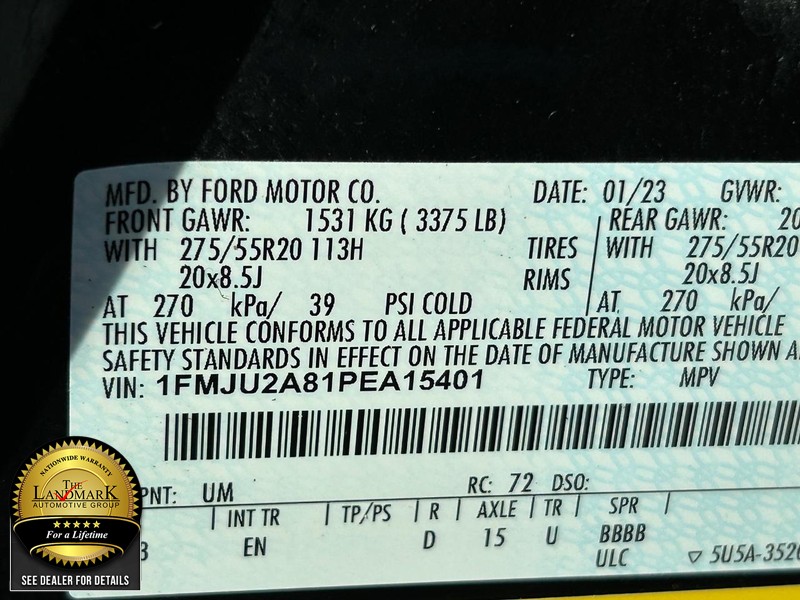 MFD. BY FORD MOTOR CO. DATE: 01/23 GVWR:
FRONT GAWR: 1531 KG ( 3375 LB) REAR GAWR: 20
WITH 275/55R20 113H TIRES WITH 275/55R20
20x8.5J RIMS 20x8.5J
AT 270 kPa/ 39 PSI COLD AT 270 kPa/
THIS VEHICLE CONFORMS TO ALL APPLICABLE FEDERAL MOTOR VEHICLE
SAFETY STANDARDS IN EFFECT ON THE DATE OF MANUFACTURE SHOWN A
VIN: 1FMJU2A81PEA15401 TYPE: MPV
PNT: UM RC: 72 DSO:
INT TR TP/PS R AXLE TR SPR
3 EN D 15 U BBBB
ULC 5U5A-3520
NATIONWIDE WARRANTY
THE
LANDMARK
AUTOMOTIVE GROUP
For a Lifetime
SEE DEALER FOR DETAILS